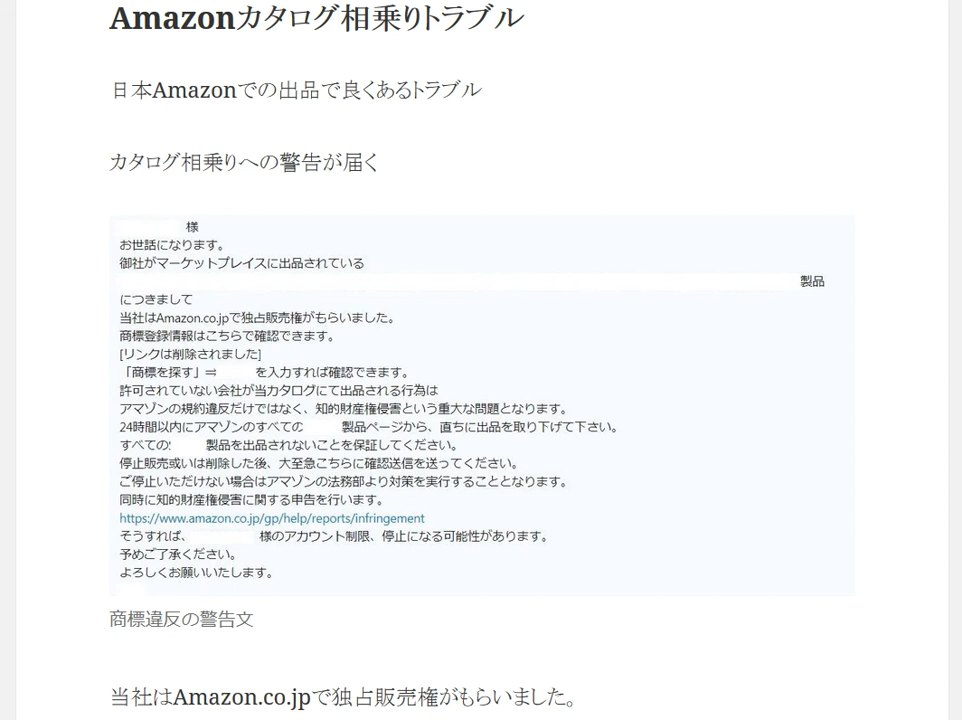 Amazonカタログ相乗りトラブル
日本Amazonでの出品で良くあるトラブル
カタログ相乗りへの警告が届く
様
お世話になります。
御社がマーケットプレイスに出品されている
製品
につきまして
当社はAmazon.co.jpで独占販売権がもらいました。
商標登録情報はこちらで確認できます。
[リンクは削除されました]
「商標を探す」⇒ を入力すれば確認できます。
許可されていない会社が当カタログにて出品される行為は
アマゾンの規約違反だけではなく、知的財産権侵害という重大な問題となります。
24時間以内にアマゾンのすべての 製品ページから、直ちに出品を取り下げて下さい。
すべての 製品を出品されないことを保証してください。
停止販売或いは削除した後、大至急こちらに確認送信を送ってください。
ご停止いただけない場合はアマゾンの法務部より対策を実行することとなります。
同時に知的財産権侵害に関する申告を行います。
https://www.amazon.co.jp/gp/help/reports/infringement
そうすれば、 様のアカウント制限、停止になる可能性があります。
予めご了承ください。
よろしくお願いいたします。
商標違反の警告文
当社はAmazon.co.jpで独占販売権がもらいました。